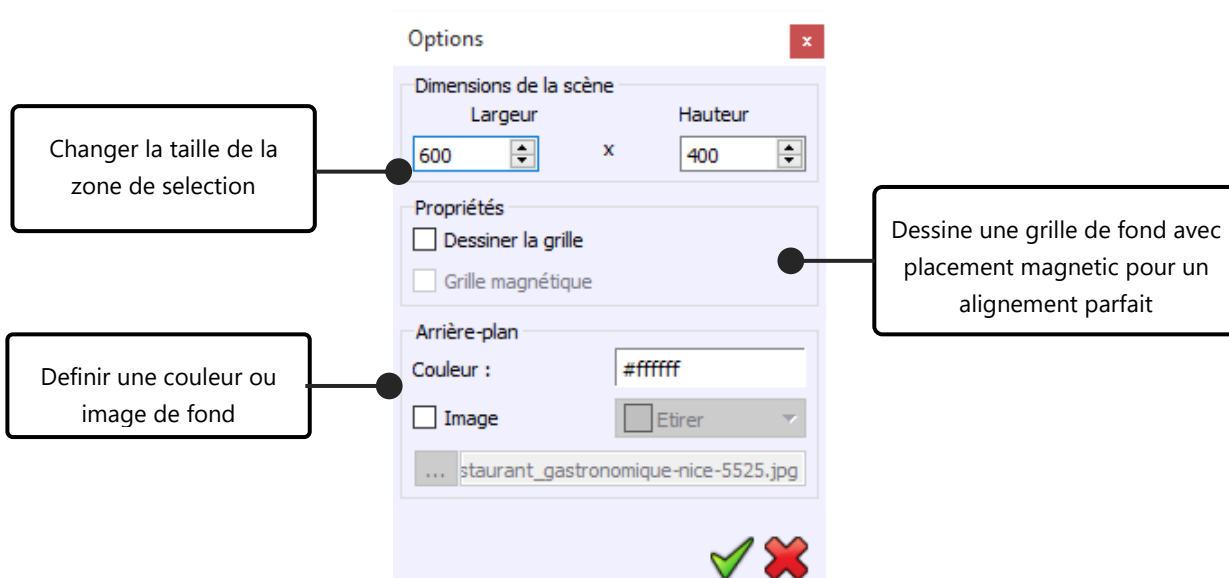 Options
x
Dimensions de la scène
Largeur
Hauteur
600
x
400
Changer la taille de la
zone de selection
Propriétés
Dessiner la grille
Grille magnétique
Dessine une grille de fond avec
placement magnetic pour un
alignement parfait
Arrière-plan
Couleur :
#ffffff
Image
Etirer
... staurant_gastronomique-nice-5525.jpg
Definir une couleur ou
image de fond